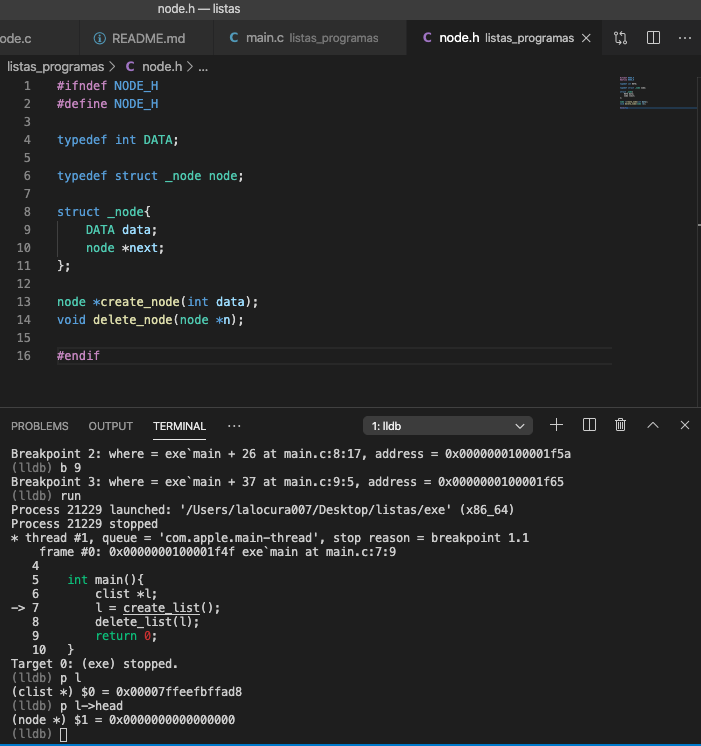 node.h — listas
ode.c README.md C main.c listas_programas C node.h listas_programas
listas_programas > C node.h > ...
1 #ifndef NODE_H
2 #define NODE_H
3
4 typedef int DATA;
5
6 typedef struct _node node;
7
8 struct _node{
9 DATA data;
10 node *next;
11 };
12
13 node *create_node(int data);
14 void delete_node(node *n);
15
16 #endif
PROBLEMS OUTPUT TERMINAL ... 1: lldb
Breakpoint 2: where = exe`main + 26 at main.c:8:17, address = 0x0000000100001f5a
(lldb) b 9
Breakpoint 3: where = exe`main + 37 at main.c:9:5, address = 0x0000000100001f65
(lldb) run
Process 21229 launched: '/Users/lalocura007/Desktop/listas/exe' (x86_64)
Process 21229 stopped
* thread #1, queue = 'com.apple.main-thread', stop reason = breakpoint 1.1
frame #0: 0x0000000100001f4f exe`main at main.c:7:9
4
5 int main(){
6 clist *l;
-> 7 l = create_list();
8 delete_list(l);
9 return 0;
10 }
Target 0: (exe) stopped.
(lldb) p l
(clist *) $0 = 0x00007ffeefbffad8
(lldb) p l->head
(node *) $1 = 0x0000000000000000
(lldb)